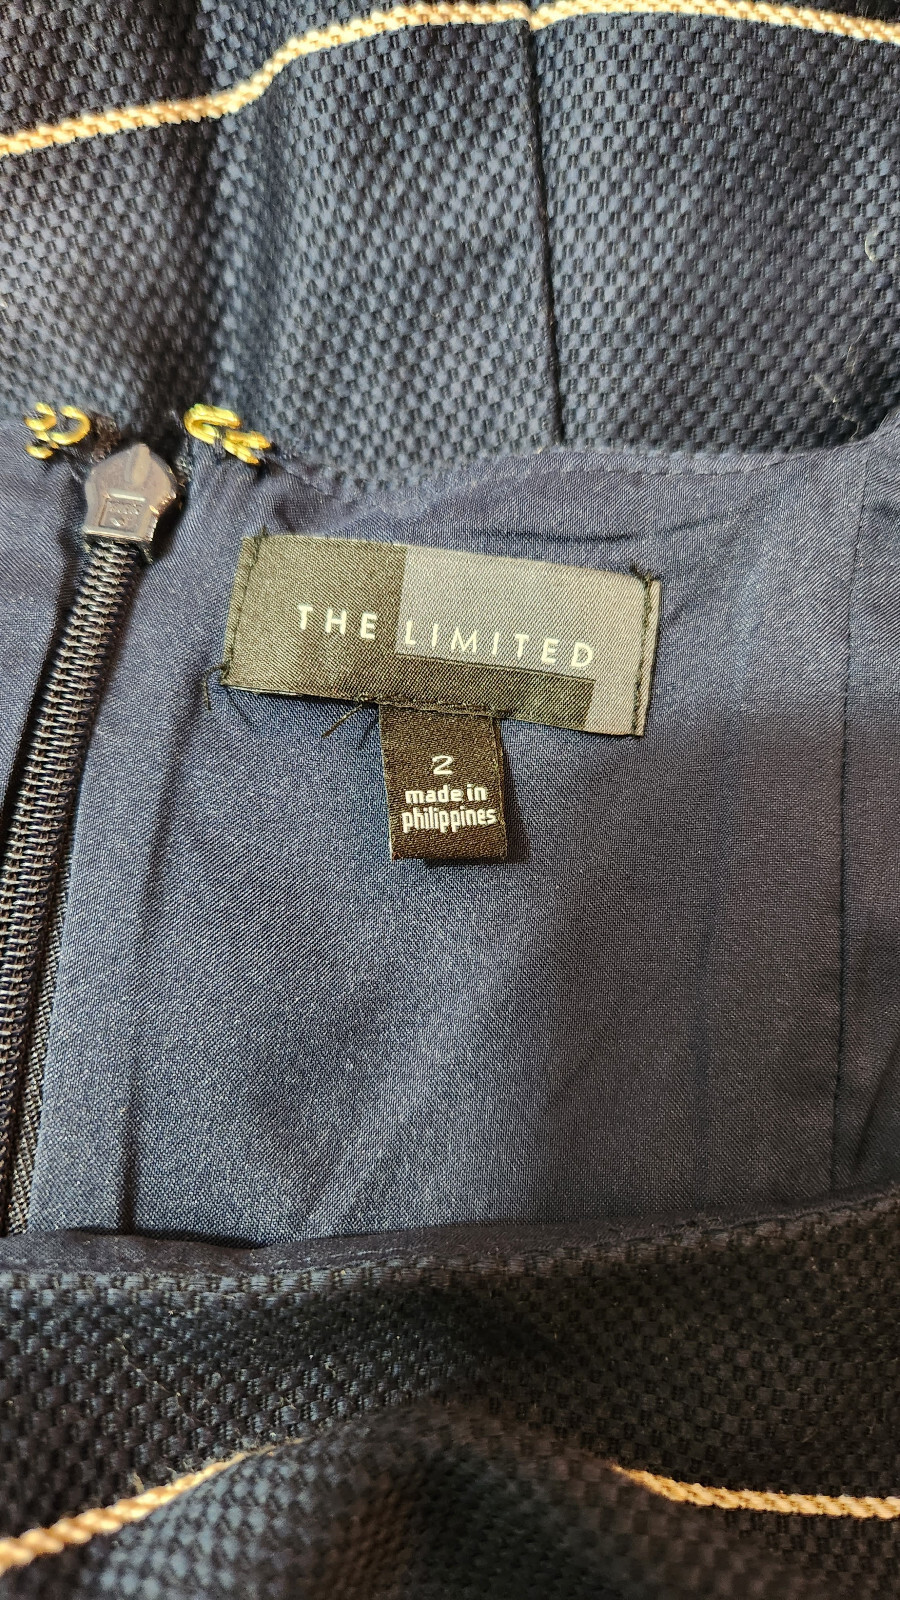 THE LIMITED
2
made in
philippines